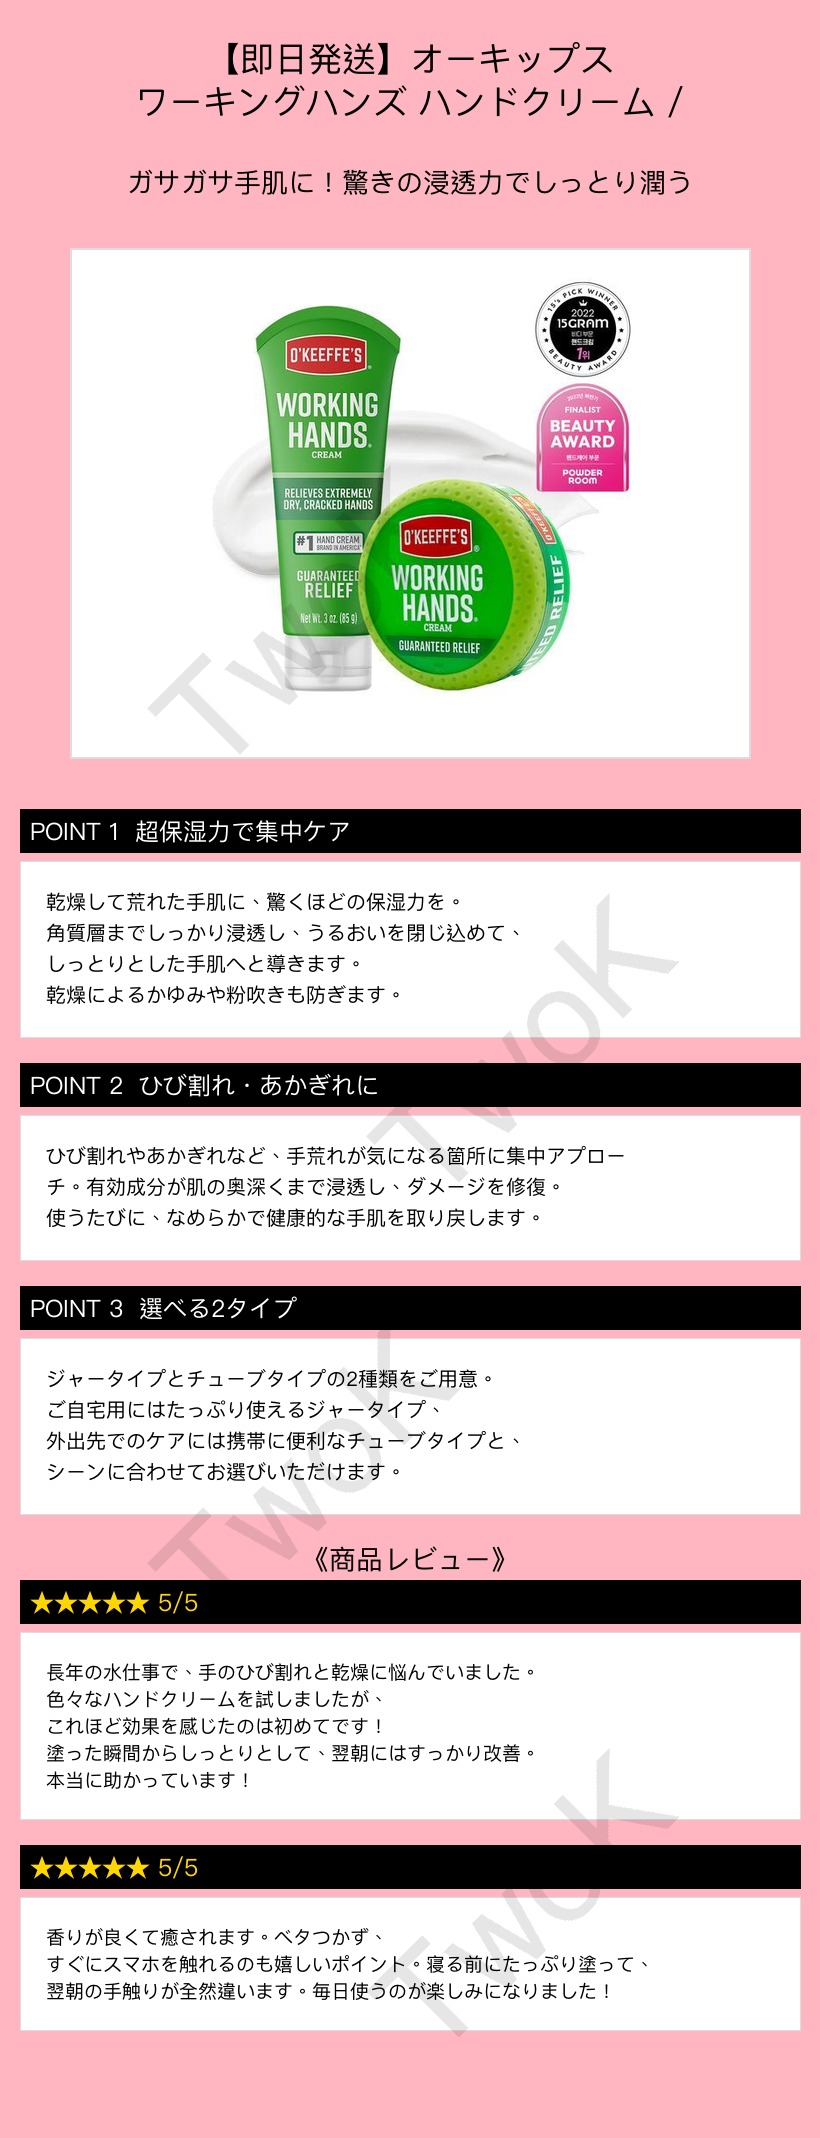 【即日発送】オーキップス
ワーキングハンズ ハンドクリーム /
ガサガサ手肌に！驚きの浸透力でしっとり潤う
15's PICK WINNER
2022
15GRAM
뷰티 부문
핸드크림
1위
BEAUTY AWARD
2022년 하반기
FINALIST
BEAUTY
AWARD
핸드케어 부문
POWDER
ROOM
O'KEEFFE'S
WORKING
HANDS®
CREAM
RELIEVES EXTREMELY
DRY, CRACKED HANDS
#1 HAND CREAM
BRAND IN AMERICA
GUARANTEED
RELIEF
Net Wt. 3 oz. (85 g)
O'KEEFFE'S
WORKING
HANDS®
CREAM
GUARANTEED RELIEF
O'KEEFFE'S
TEED RELIEF
TwoK
POINT 1 超保湿力で集中ケア
乾燥して荒れた手肌に、驚くほどの保湿力を。
角質層までしっかり浸透し、うるおいを閉じ込めて、
しっとりとした手肌へと導きます。
乾燥によるかゆみや粉吹きも防ぎます。
TwoK
POINT 2 ひび割れ・あかぎれに
ひび割れやあかぎれなど、手荒れが気になる箇所に集中アプロー
チ。有効成分が肌の奥深くまで浸透し、ダメージを修復。
使うたびに、なめらかで健康的な手肌を取り戻します。
POINT 3 選べる2タイプ
ジャータイプとチューブタイプの2種類をご用意。
ご自宅用にはたっぷり使えるジャータイプ、
外出先でのケアには携帯に便利なチューブタイプと、
シーンに合わせてお選びいただけます。
TwoK
《商品レビュー》
★★★★★ 5/5
長年の水仕事で、手のひび割れと乾燥に悩んでいました。
色々なハンドクリームを試しましたが、
これほど効果を感じたのは初めてです！
塗った瞬間からしっとりとして、翌朝にはすっかり改善。
本当に助かっています！
★★★★★ 5/5
香りが良くて癒されます。ベタつかず、
すぐにスマホを触れるのも嬉しいポイント。寝る前にたっぷり塗って、
翌朝の手触りが全然違います。毎日使うのが楽しみになりました！
TwoK